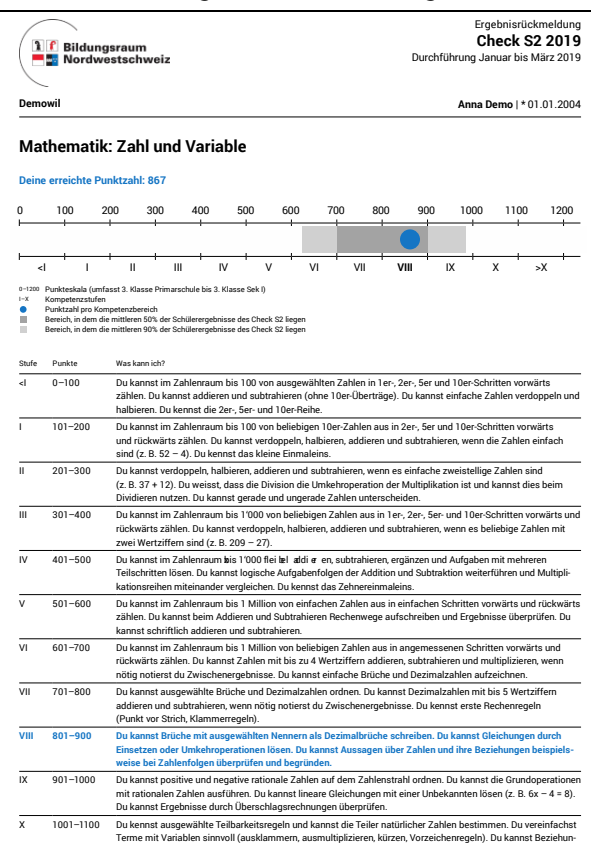 Ergebnisrückmeldung
Check S2 2019
Durchführung Januar bis März 2019
Bildungsraum
Nordwestschweiz
Demowil
Anna Demo | * 01.01.2004
Mathematik: Zahl und Variable
Deine erreichte Punktzahl: 867
0 100 200 300 400 500 600 700 800 900 1000 1100 1200
<I I II III IV V VI VII VIII IX X >X
0–1200 Punkteskala (umfasst 3. Klasse Primarschule bis 3. Klasse Sek I)
I–X Kompetenzstufen
Punktzahl pro Kompetenzbereich
Bereich, in dem die mittleren 50% der Schülerergebnisse des Check S2 liegen
Bereich, in dem die mittleren 90% der Schülerergebnisse des Check S2 liegen
Stufe Punkte Was kann ich?
<I 0–100 Du kannst im Zahlenraum bis 100 von ausgewählten Zahlen in 1er-, 2er-, 5er und 10er-Schritten vorwärts
zählen. Du kannst addieren und subtrahieren (ohne 10er-Überträge). Du kannst einfache Zahlen verdoppeln und
halbieren. Du kennst die 2er-, 5er- und 10er-Reihe.
I 101–200 Du kannst im Zahlenraum bis 100 von beliebigen 10er-Zahlen aus in 2er-, 5er und 10er-Schritten vorwärts
und rückwärts zählen. Du kannst verdoppeln, halbieren, addieren und subtrahieren, wenn die Zahlen einfach
sind (z. B. 52 – 4). Du kennst das kleine Einmaleins.
II 201–300 Du kannst verdoppeln, halbieren, addieren und subtrahieren, wenn es einfache zweistellige Zahlen sind
(z. B. 37 + 12). Du weisst, dass die Division die Umkehroperation der Multiplikation ist und kannst dies beim
Dividieren nutzen. Du kannst gerade und ungerade Zahlen unterscheiden.
III 301–400 Du kannst im Zahlenraum bis 1’000 von beliebigen Zahlen aus in 1er-, 2er-, 5er- und 10er-Schritten vorwärts und
rückwärts zählen. Du kannst verdoppeln, halbieren, addieren und subtrahieren, wenn es beliebige Zahlen mit
zwei Wertziffern sind (z. B. 209 – 27).
IV 401–500 Du kannst im Zahlenraum bis 1’000 subtrahieren, ergänzen und Aufgaben mit mehreren
Teilschritten lösen. Du kannst logische Aufgabenfolgen der Addition und Subtraktion weiterführen und Multipli-
kationsreihen miteinander vergleichen. Du kennst das Zehnereinmaleins.
V 501–600 Du kannst im Zahlenraum bis 1 Million von einfachen Zahlen aus in einfachen Schritten vorwärts und rückwärts
zählen. Du kannst beim Addieren und Subtrahieren Rechenwege aufschreiben und Ergebnisse überprüfen. Du
kannst schriftlich addieren und subtrahieren.
VI 601–700 Du kannst im Zahlenraum bis 1 Million von beliebigen Zahlen aus in angemessenen Schritten vorwärts und
rückwärts zählen. Du kannst Zahlen mit bis zu 4 Wertziffern addieren, subtrahieren und multiplizieren, wenn
nötig notierst du Zwischenergebnisse. Du kannst einfache Brüche und Dezimalzahlen aufzeichnen.
VII 701–800 Du kannst ausgewählte Brüche und Dezimalzahlen ordnen. Du kannst Dezimalzahlen mit bis 5 Wertziffern
addieren und subtrahieren, wenn nötig notierst du Zwischenergebnisse. Du kennst erste Rechenregeln
(Punkt vor Strich, Klammerregeln).
VIII 801–900 Du kannst Brüche mit ausgewählten Nennern als Dezimalbrüche schreiben. Du kannst Gleichungen durch
Einsetzen oder Umkehroperationen lösen. Du kannst Aussagen über Zahlen und ihre Beziehungen beispiels-
weise bei Zahlenfolgen überprüfen und begründen.
IX 901–1000 Du kannst positive und negative rationale Zahlen auf dem Zahlenstrahl ordnen. Du kannst die Grundoperationen
mit rationalen Zahlen ausführen. Du kannst lineare Gleichungen mit einer Unbekannten lösen (z. B. 6x – 4 = 8).
Du kannst Ergebnisse durch Überschlagsrechnungen überprüfen.
X 1001–1100 Du kennst ausgewählte Teilbarkeitsregeln und kannst die Teiler natürlicher Zahlen bestimmen. Du vereinfachst
Terme mit Variablen sinnvoll (ausklammern, ausmultiplizieren, kürzen, Vorzeichenregeln). Du kannst Beziehun-